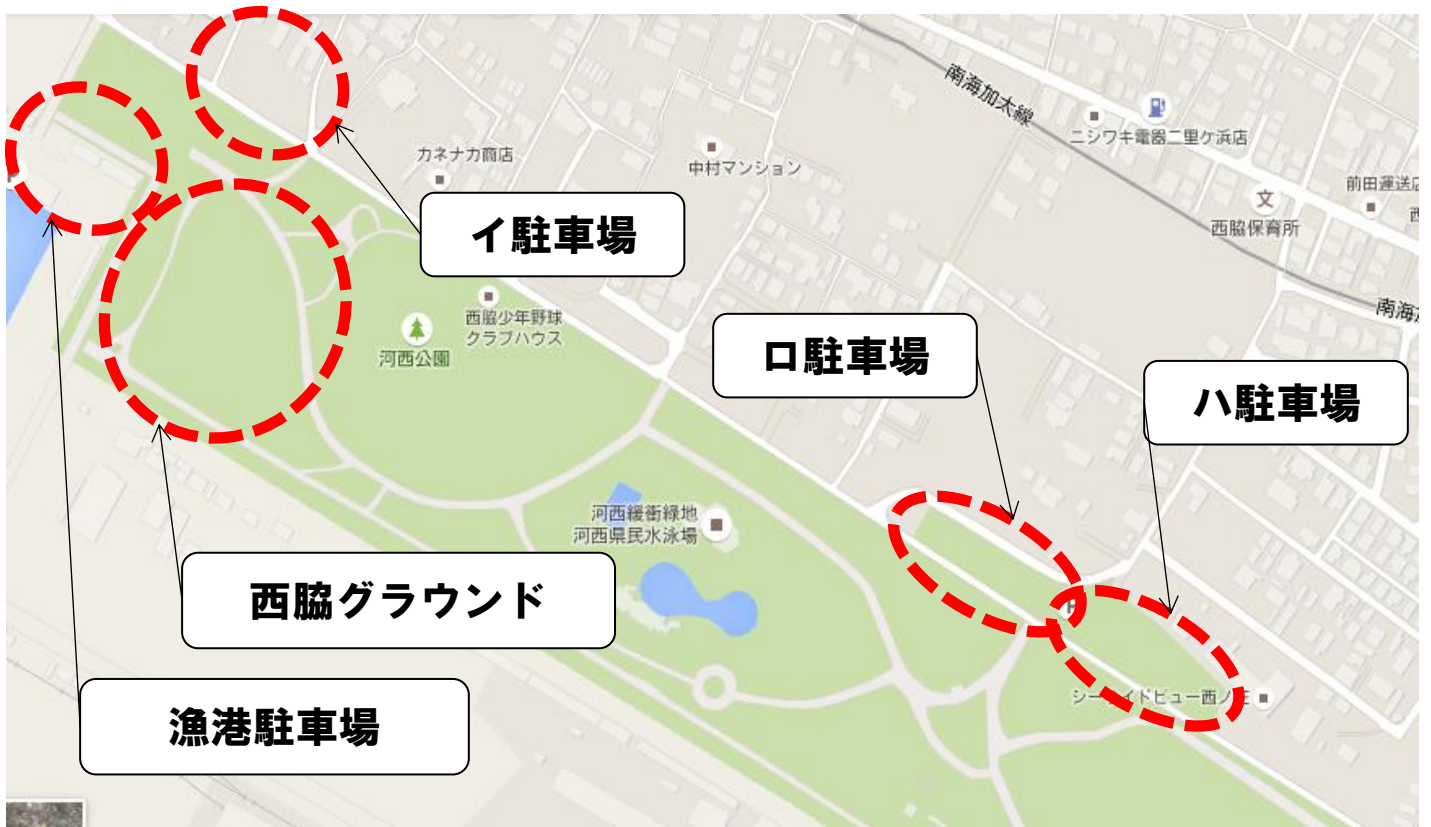 南海加太線
ニシワキ電器二里ケ浜店
カネナカ商店
中村マンション
前田運送店
西脇保育所
イ駐車場
西脇少年野球
クラブハウス
河西公園
南海加
ロ駐車場
ハ駐車場
河西緩衝緑地
河西県民水泳場
西脇グラウンド
P
漁港駐車場